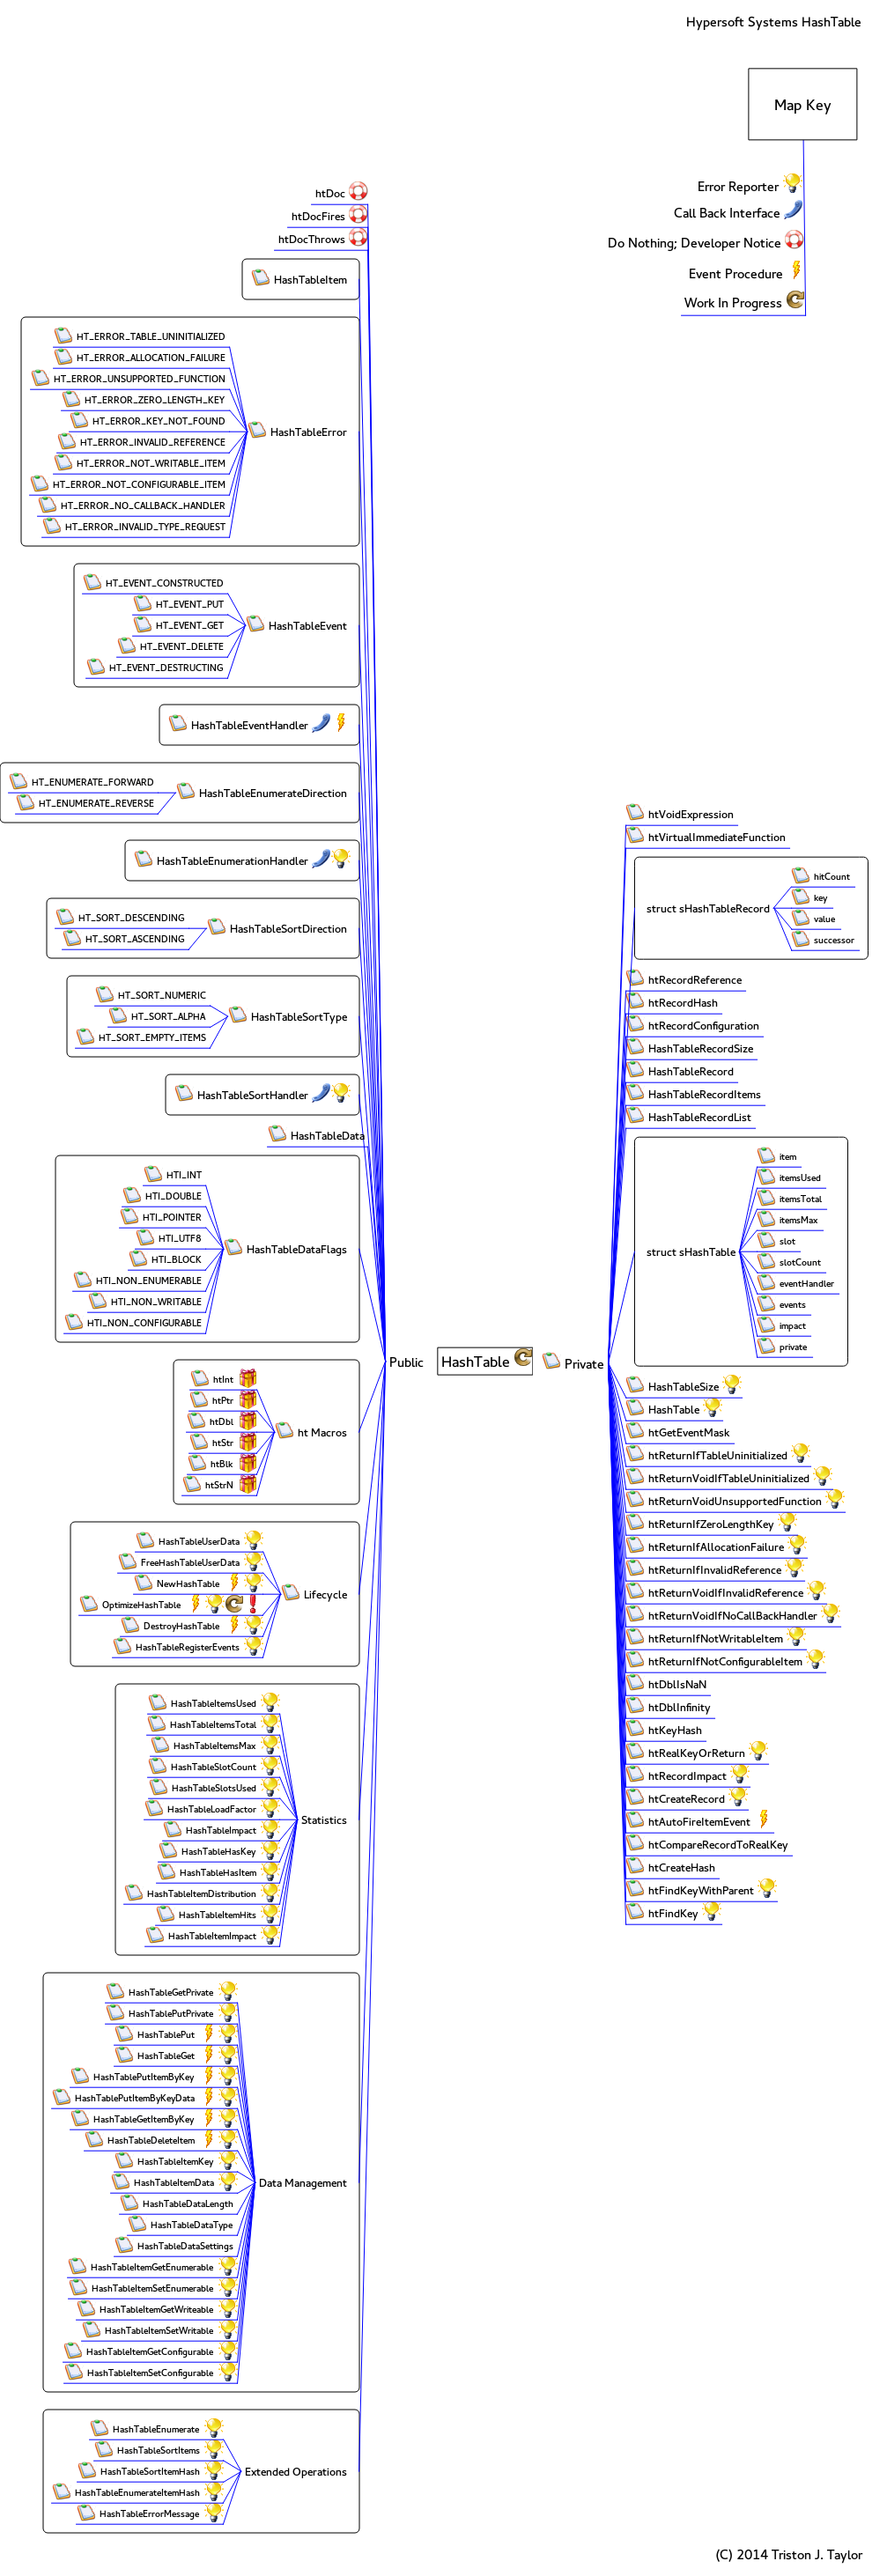 Hypersoft Systems HashTable
Map Key
Error Reporter
Call Back Interface
Do Nothing; Developer Notice
Event Procedure
Work In Progress
htDoc
htDocFires
htDocThrows
HashTableItem
HT_ERROR_TABLE_UNINITIALIZED
HT_ERROR_ALLOCATION_FAILURE
HT_ERROR_UNSUPPORTED_FUNCTION
HT_ERROR_ZERO_LENGTH_KEY
HT_ERROR_KEY_NOT_FOUND
HT_ERROR_INVALID_REFERENCE
HT_ERROR_NOT_WRITABLE_ITEM
HT_ERROR_NOT_CONFIGURABLE_ITEM
HT_ERROR_NO_CALLBACK_HANDLER
HT_ERROR_INVALID_TYPE_REQUEST
HashTableError
HT_EVENT_CONSTRUCTED
HT_EVENT_PUT
HT_EVENT_GET
HT_EVENT_DELETE
HT_EVENT_DESTRUCTING
HashTableEvent
HashTableEventHandler
HT_ENUMERATE_FORWARD
HT_ENUMERATE_REVERSE
HashTableEnumerateDirection
HashTableEnumerationHandler
HT_SORT_DESCENDING
HT_SORT_ASCENDING
HashTableSortDirection
HT_SORT_NUMERIC
HT_SORT_ALPHA
HT_SORT_EMPTY_ITEMS
HashTableSortType
HashTableSortHandler
HashTableData
HTI_INT
HTI_DOUBLE
HTI_POINTER
HTI_UTF8
HTI_BLOCK
HTI_NON_ENUMERABLE
HTI_NON_WRITABLE
HTI_NON_CONFIGURABLE
HashTableDataFlags
htInt
htPtr
htDbl
htStr
htBlk
htStrN
ht Macros
HashTableUserData
FreeHashTableUserData
NewHashTable
OptimizeHashTable
DestroyHashTable
HashTableRegisterEvents
Lifecycle
HashTableItemsUsed
HashTableItemsTotal
HashTableItemsMax
HashTableSlotCount
HashTableSlotsUsed
HashTableLoadFactor
HashTableImpact
HashTableHasKey
HashTableHasItem
HashTableItemDistribution
HashTableItemHits
HashTableItemImpact
Statistics
HashTableGetPrivate
HashTablePutPrivate
HashTablePut
HashTableGet
HashTablePutItemByKey
HashTablePutItemByKeyData
HashTableGetItemByKey
HashTableDeleteItem
HashTableItemKey
HashTableItemData
HashTableDataLength
HashTableDataType
HashTableDataSettings
HashTableItemGetEnumerable
HashTableItemSetEnumerable
HashTableItemGetWriteable
HashTableItemSetWritable
HashTableItemGetConfigurable
HashTableItemSetConfigurable
Data Management
HashTableEnumerate
HashTableSortItems
HashTableSortItemHash
HashTableEnumerateItemHash
HashTableErrorMessage
Extended Operations
Public
HashTable
Private
htVoidExpression
htVirtualImmediateFunction
struct sHashTableRecord
hitCount
key
value
successor
htRecordReference
htRecordHash
htRecordConfiguration
HashTableRecordSize
HashTableRecord
HashTableRecordItems
HashTableRecordList
struct sHashTable
item
itemsUsed
itemsTotal
itemsMax
slot
slotCount
eventHandler
events
impact
private
HashTableSize
HashTable
htGetEventMask
htReturnIfTableUninitialized
htReturnVoidIfTableUninitialized
htReturnVoidUnsupportedFunction
htReturnIfZeroLengthKey
htReturnIfAllocationFailure
htReturnIfInvalidReference
htReturnVoidIfInvalidReference
htReturnVoidIfNoCallBackHandler
htReturnIfNotWritableItem
htReturnIfNotConfigurableItem
htDblIsNaN
htDblInfinity
htKeyHash
htRealKeyOrReturn
htRecordImpact
htCreateRecord
htAutoFireItemEvent
htCompareRecordToRealKey
htCreateHash
htFindKeyWithParent
htFindKey
(C) 2014 Triston J. Taylor